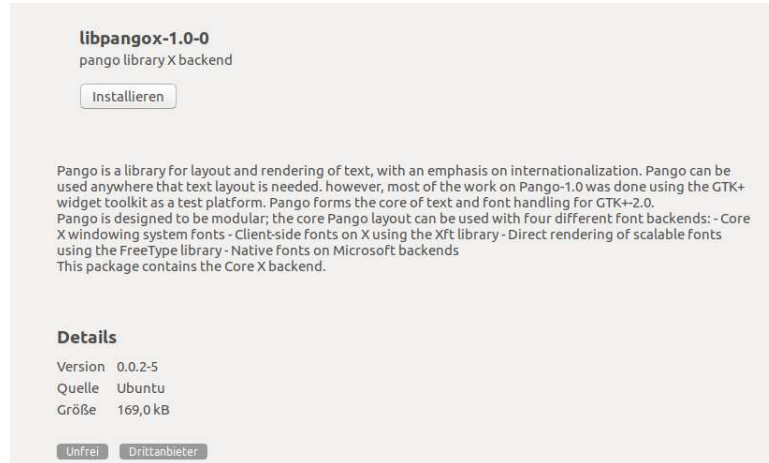 libpangox-1.0-0
pango library X backend
Installieren
Pango is a library for layout and rendering of text, with an emphasis on internationalization. Pango can be
used anywhere that text layout is needed. however, most of the work on Pango-1.0 was done using the GTK+
widget toolkit as a test platform. Pango forms the core of text and font handling for GTK+-2.0.
Pango is designed to be modular; the core Pango layout can be used with four different font backends: - Core
X windowing system fonts - Client-side fonts on X using the Xft library - Direct rendering of scalable fonts
using the FreeType library - Native fonts on Microsoft backends
This package contains the Core X backend.
Details
Version 0.0.2-5
Quelle Ubuntu
Größe 169,0 kB
Unfrei Drittanbieter